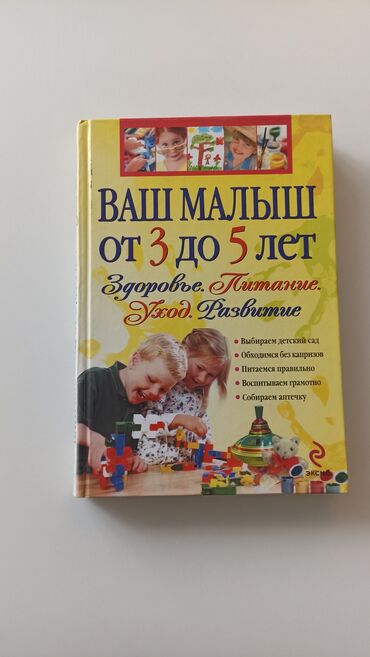 ВАШ МАЛЫШ
от 3 до 5 лет
Здоровье. Питание.
Уход. Развитие
• Выбираем детский сад
• Обходимся без капризов
• Питаемся правильно
• Воспитываем грамотно
• Собираем аптечку
ЭКСМО